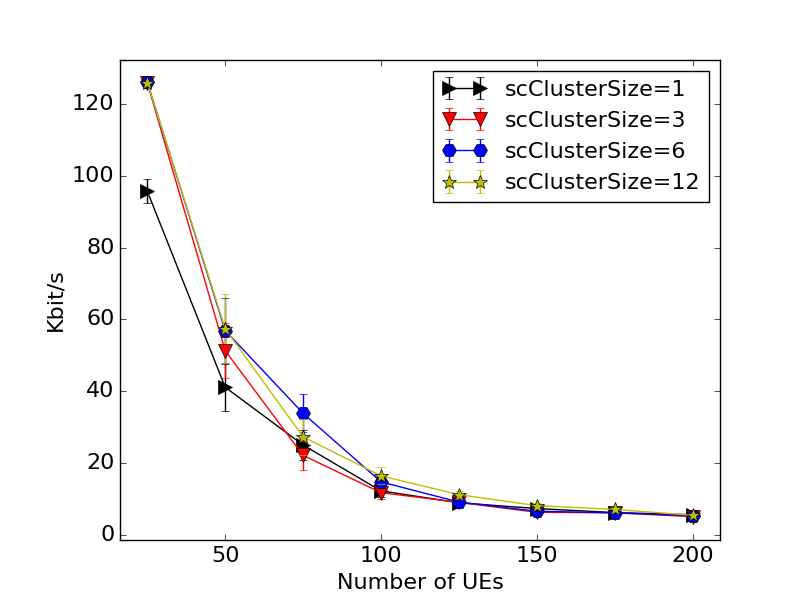 scClusterSize=1
scClusterSize=3
scClusterSize=6
scClusterSize=12
120
100
80
60
40
20
0
Kbit/s
50 100 150 200
Number of UEs